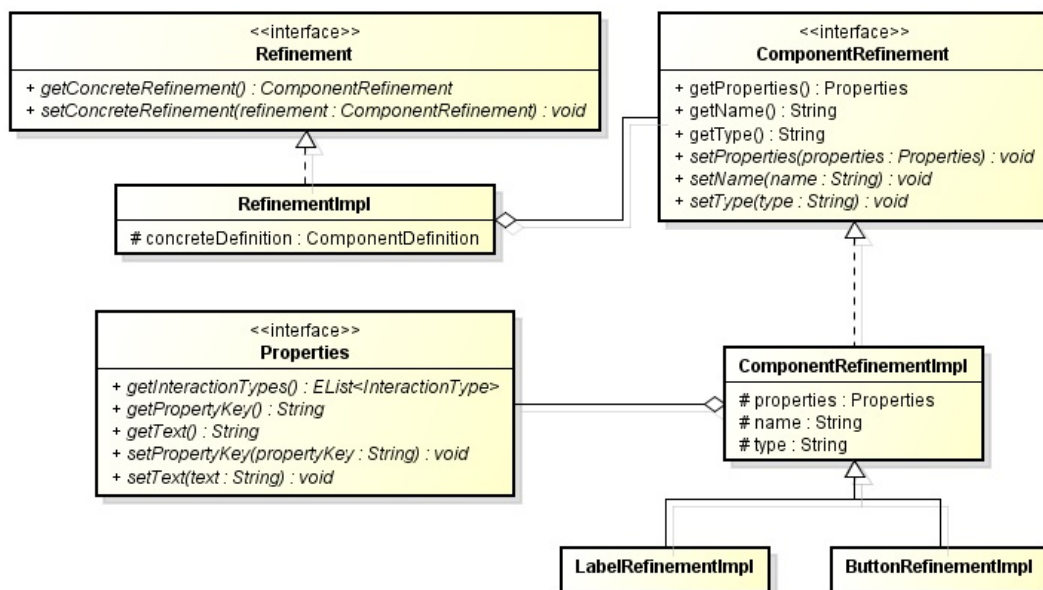 <<interface>>
Refinement
+ getConcreteRefinement() : ComponentRefinement
+ setConcreteRefinement(refinement : ComponentRefinement) : void
<<interface>>
ComponentRefinement
+ getProperties() : Properties
+ getName() : String
+ getType() : String
+ setProperties(properties : Properties) : void
+ setName(name : String) : void
+ setType(type : String) : void
RefinementImpl
# concreteDefinition : ComponentDefinition
<<interface>>
Properties
+ getInteractionTypes() : EList<InteractionType>
+ getPropertyKey() : String
+ getText() : String
+ setPropertyKey(propertyKey : String) : void
+ setText(text : String) : void
ComponentRefinementImpl
# properties : Properties
# name : String
# type : String
LabelRefinementImpl
ButtonRefinementImpl